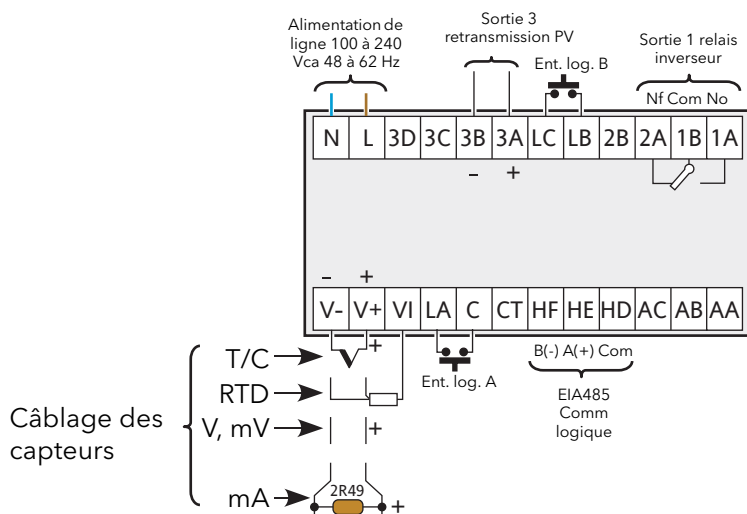 Alimentation de
ligne 100 à 240
Vca 48 à 62 Hz
Sortie 3
retransmission PV
Ent. log. B
Sortie 1 relais
inverseur
Nf Com No
N L 3D 3C 3B 3A LC LB 2B 2A 1B 1A
– +
– +
V- V+ VI LA C CT HF HE HD AC AB AA
T/C
+
Ent. log. A
B(-) A(+) Com
EIA485
Comm
logique
RTD
Câblage des
capteurs
V, mV
+
mA
2R49
+